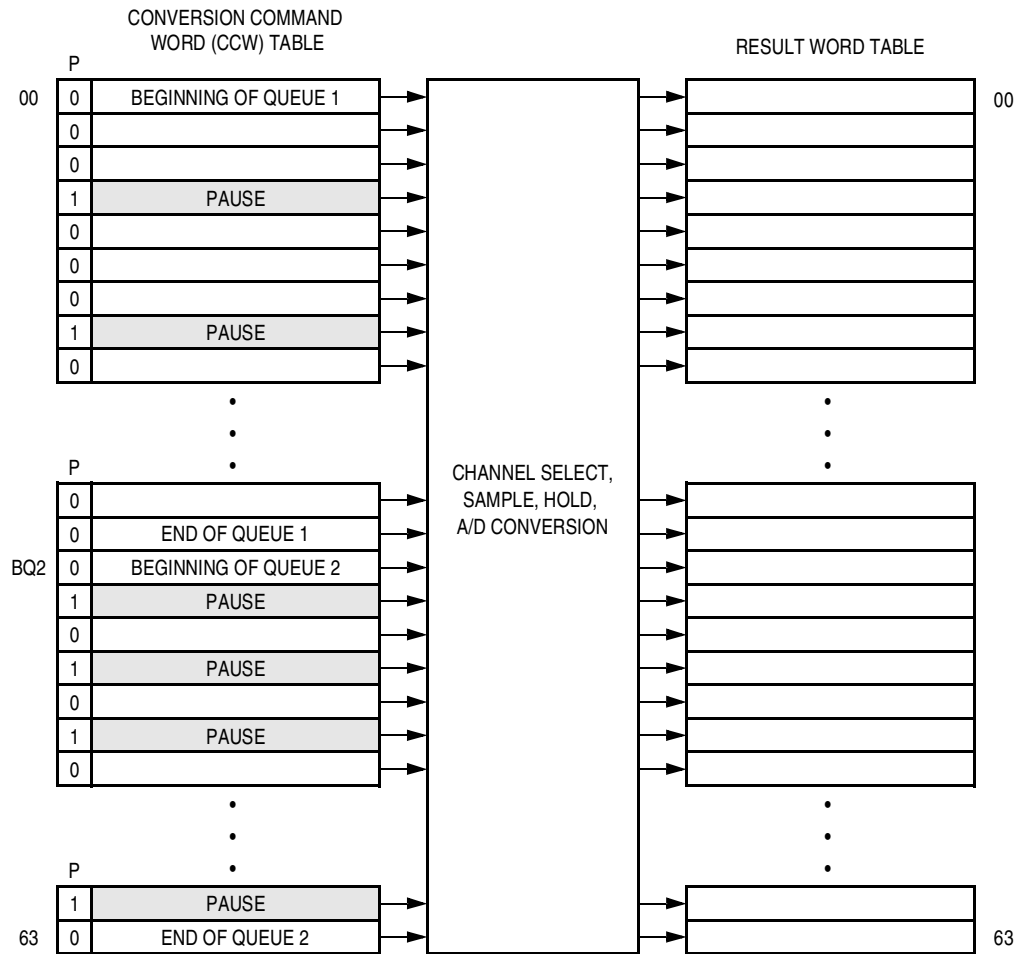 CONVERSION COMMAND
WORD (CCW) TABLE
RESULT WORD TABLE
P
00 0 BEGINNING OF QUEUE 1 00
0
0
1 PAUSE
0
0
0
1 PAUSE
0
P
CHANNEL SELECT,
SAMPLE, HOLD,
A/D CONVERSION
0
0 END OF QUEUE 1
BQ2 0 BEGINNING OF QUEUE 2
1 PAUSE
0
1 PAUSE
0
1 PAUSE
0
P
1 PAUSE
63 0 END OF QUEUE 2 63